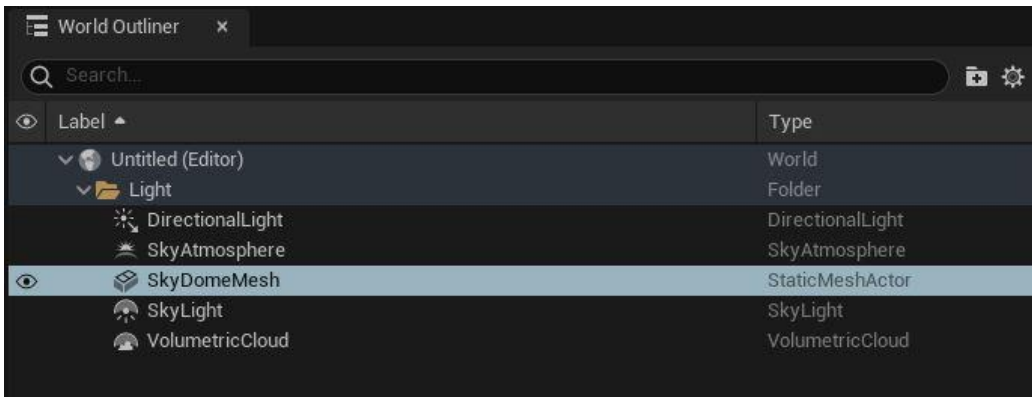 World Outliner
Search...
Label Type
Untitled (Editor) World
Light Folder
DirectionalLight DirectionalLight
SkyAtmosphere SkyAtmosphere
SkyDomeMesh StaticMeshActor
SkyLight SkyLight
VolumetricCloud VolumetricCloud